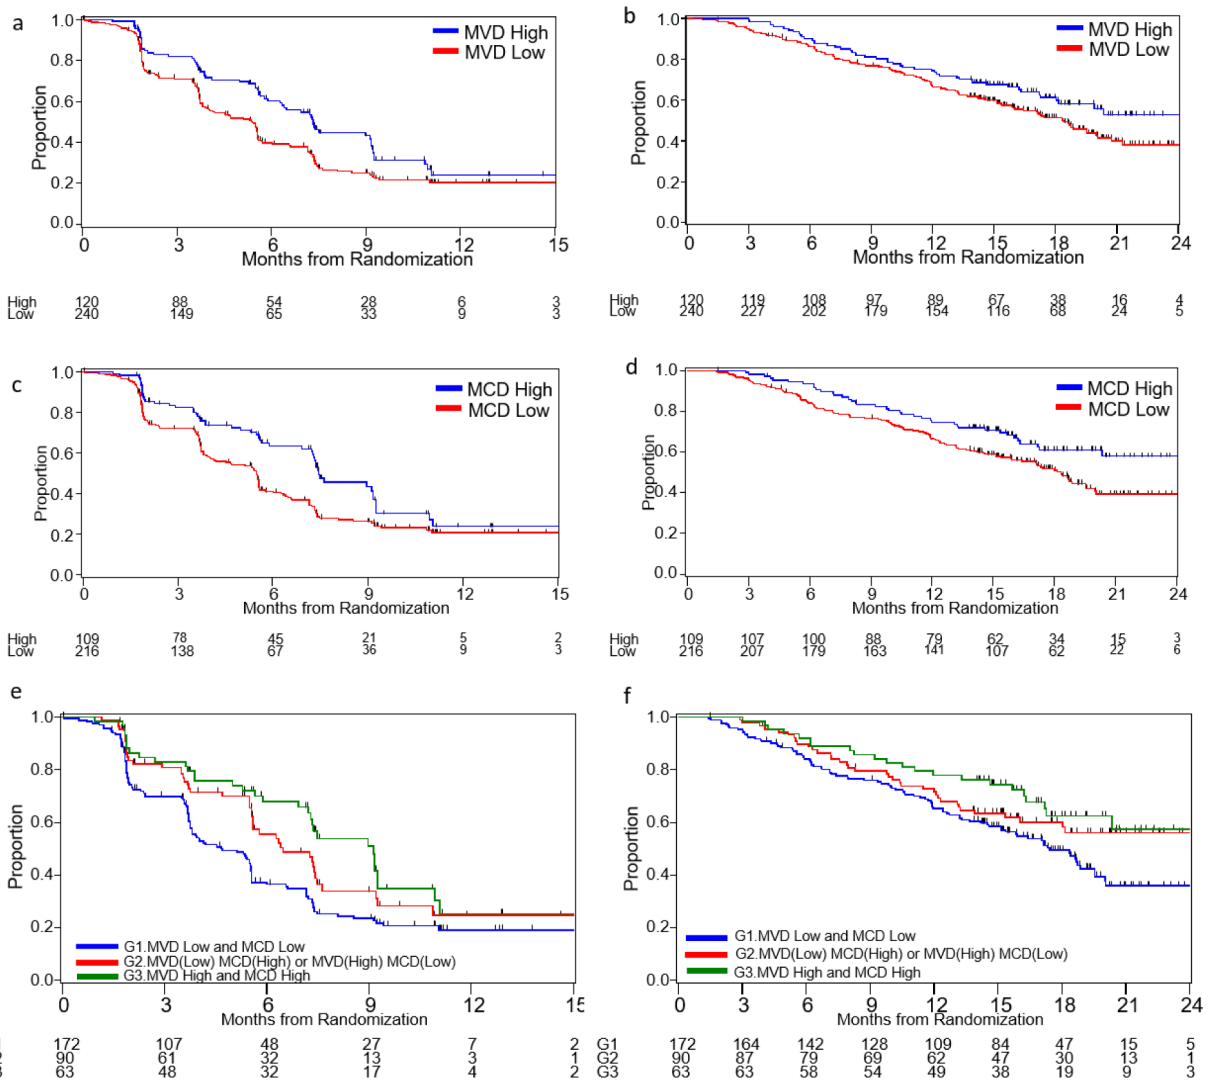 a
MVD High
MVD Low
1.0
0.8
0.6
0.4
0.2
0.0
Proportion
0 3 6 9 12 15
Months from Randomization
High 120 88 54 28 6 3
Low 240 149 65 33 9 3
b
MVD High
MVD Low
1.0
0.8
0.6
0.4
0.2
0.0
Proportion
0 3 6 9 12 15 18 21 24
Months from Randomization
High 120 119 108 97 89 67 38 16 4
Low 240 227 202 179 154 116 68 24 5
c
MCD High
MCD Low
1.0
0.8
0.6
0.4
0.2
0.0
Proportion
0 3 6 9 12 15
Months from Randomization
High 109 78 45 21 5 2
Low 216 138 67 36 9 3
d
MCD High
MCD Low
1.0
0.8
0.6
0.4
0.2
0.0
Proportion
0 3 6 9 12 15 18 21 24
Months from Randomization
High 109 107 100 88 79 62 34 15 3
Low 216 207 179 163 141 107 62 22 6
e
1.0
0.8
0.6
0.4
0.2
0.0
Proportion
G1.MVD Low and MCD Low
G2.MVD(Low) MCD(High) or MVD(High) MCD(Low)
G3.MVD High and MCD High
0 3 6 9 12 15
Months from Randomization
172 107 48 27 7 2
90 61 32 13 3 1
63 48 32 17 4 2
f
1.0
0.8
0.6
0.4
0.2
0.0
Proportion
G1.MVD Low and MCD Low
G2.MVD(Low) MCD(High) or MVD(High) MCD(Low)
G3.MVD High and MCD High
0 3 6 9 12 15 18 21 24
Months from Randomization
G1 172 164 142 128 109 84 47 15 5
G2 90 87 79 69 62 47 30 13 1
G3 63 63 58 54 49 38 19 9 3